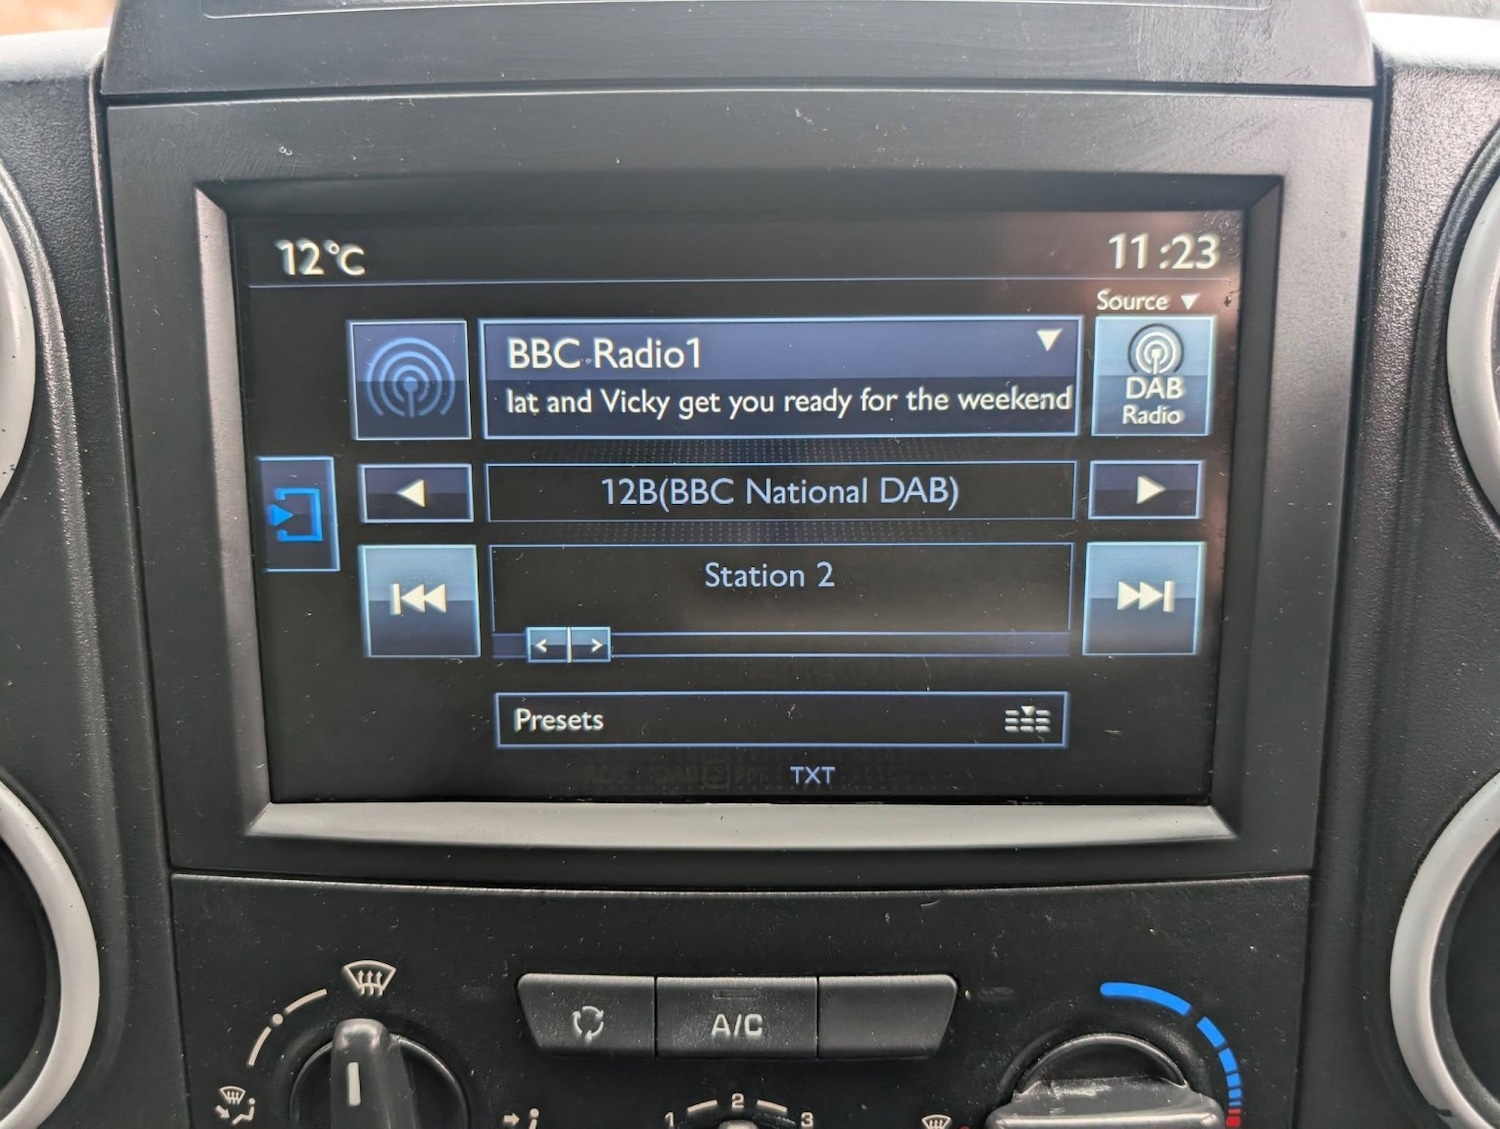 12°C
11:23
Source
BBC Radio1
lat and Vicky get you ready for the weekend
DAB
Radio
12B(BBC National DAB)
Station 2
Presets
TXT
A/C
1
2
3